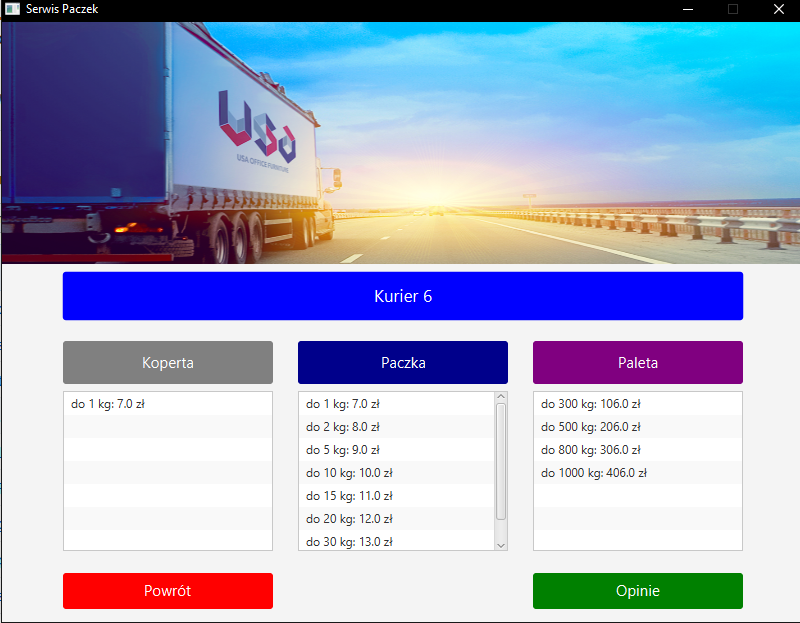 Serwis Paczek
USA
USA OFFICE FURNITURE
Kurier 6
Koperta
Paczka
Paleta
do 1 kg: 7.0 zł
do 1 kg: 7.0 zł
do 2 kg: 8.0 zł
do 5 kg: 9.0 zł
do 10 kg: 10.0 zł
do 15 kg: 11.0 zł
do 20 kg: 12.0 zł
do 30 kg: 13.0 zł
do 300 kg: 106.0 zł
do 500 kg: 206.0 zł
do 800 kg: 306.0 zł
do 1000 kg: 406.0 zł
Powrót
Opinie